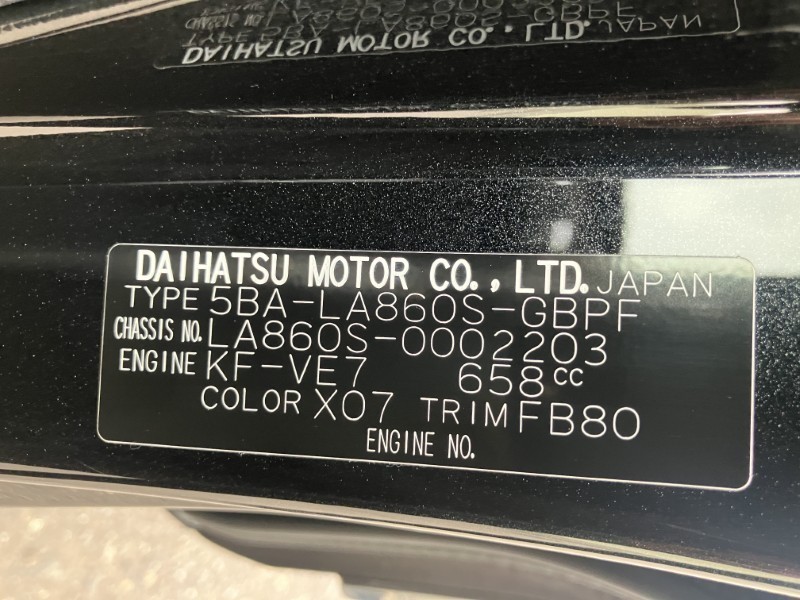 DAIHATSU MOTOR CO., LTD. JAPAN
TYPE 5BA-LA860S-GBPF
CHASSIS NO. LA860S-0002203
ENGINE KF-VE7 658cc
COLOR X07 TRIM FB80
ENGINE NO.